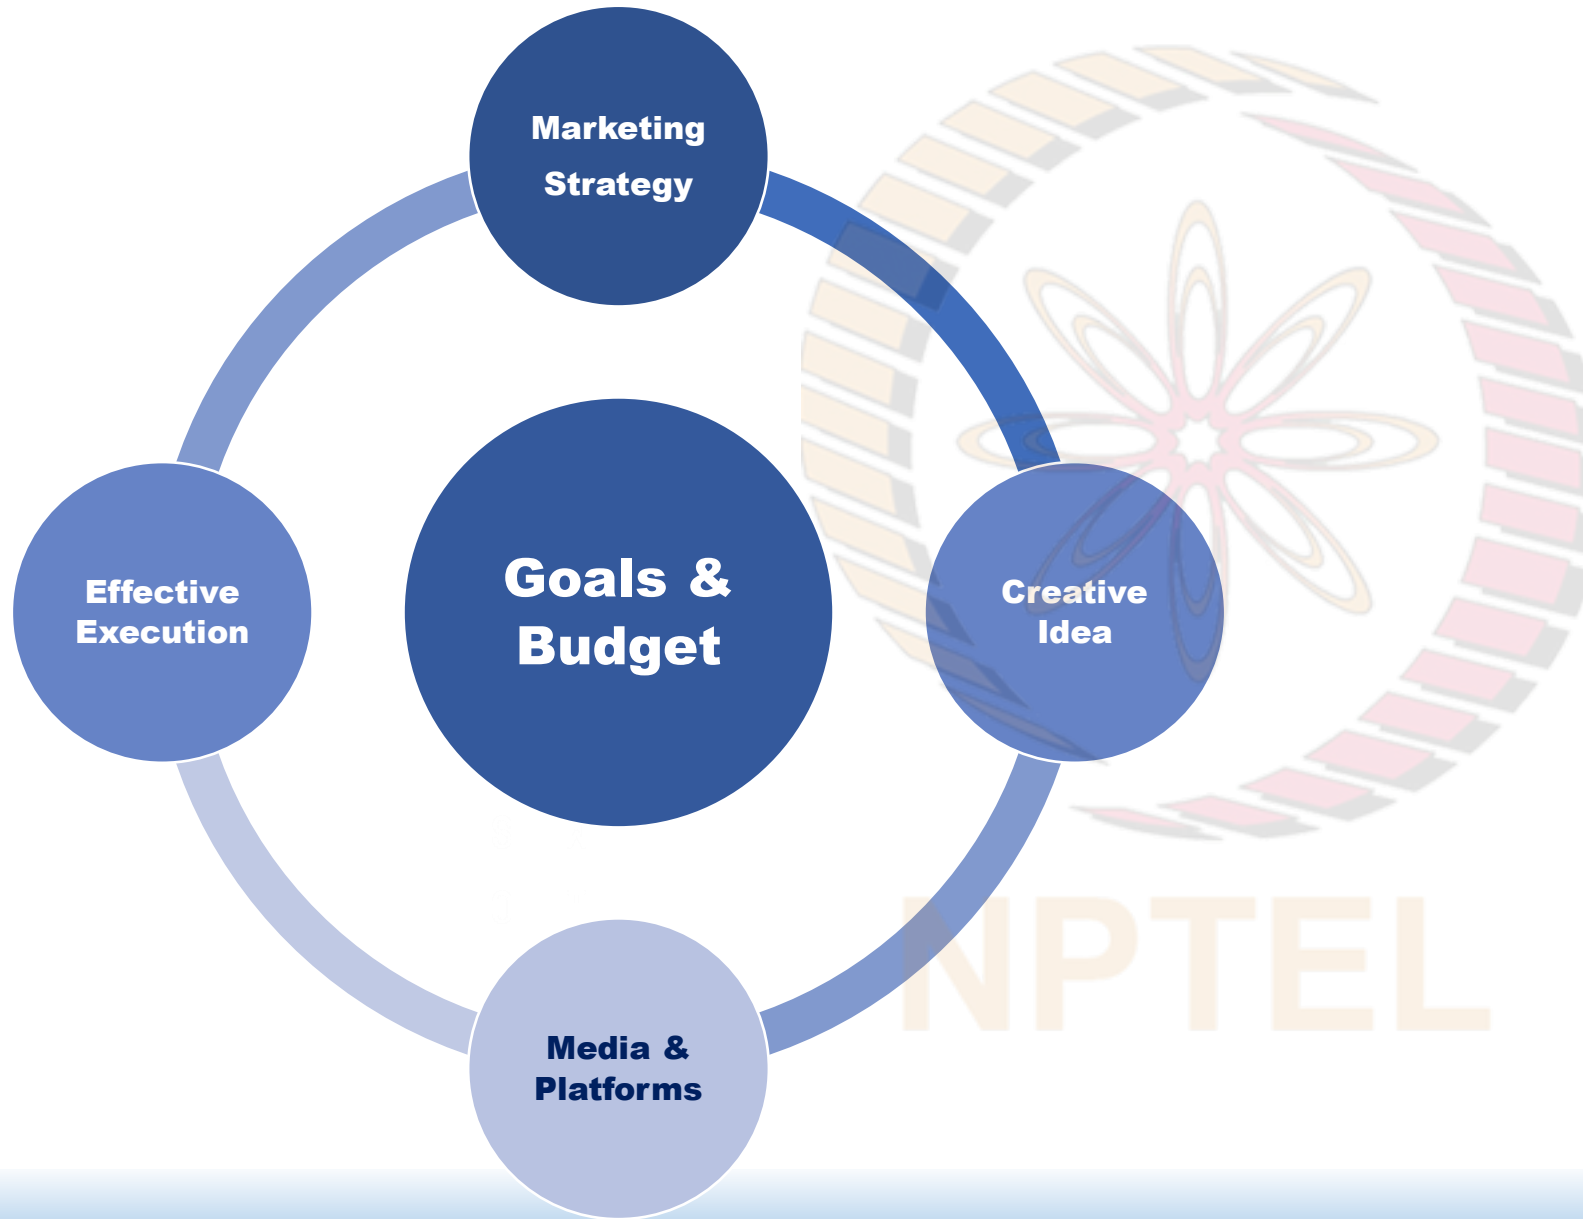 Marketing
Strategy
Effective
Execution
Goals &
Budget
Creative
Idea
Media &
Platforms
NPTEL